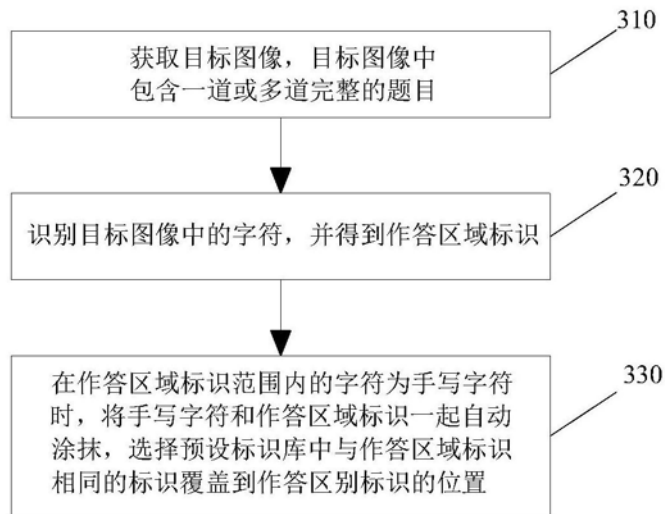 310
获取目标图像，目标图像中
包含一道或多道完整的题目
320
识别目标图像中的字符，并得到作答区域标识
330
在作答区域标识范围内的字符为手写字符
时，将手写字符和作答区域标识一起自动
涂抹，选择预设标识库中与作答区域标识
相同的标识覆盖到作答区别标识的位置